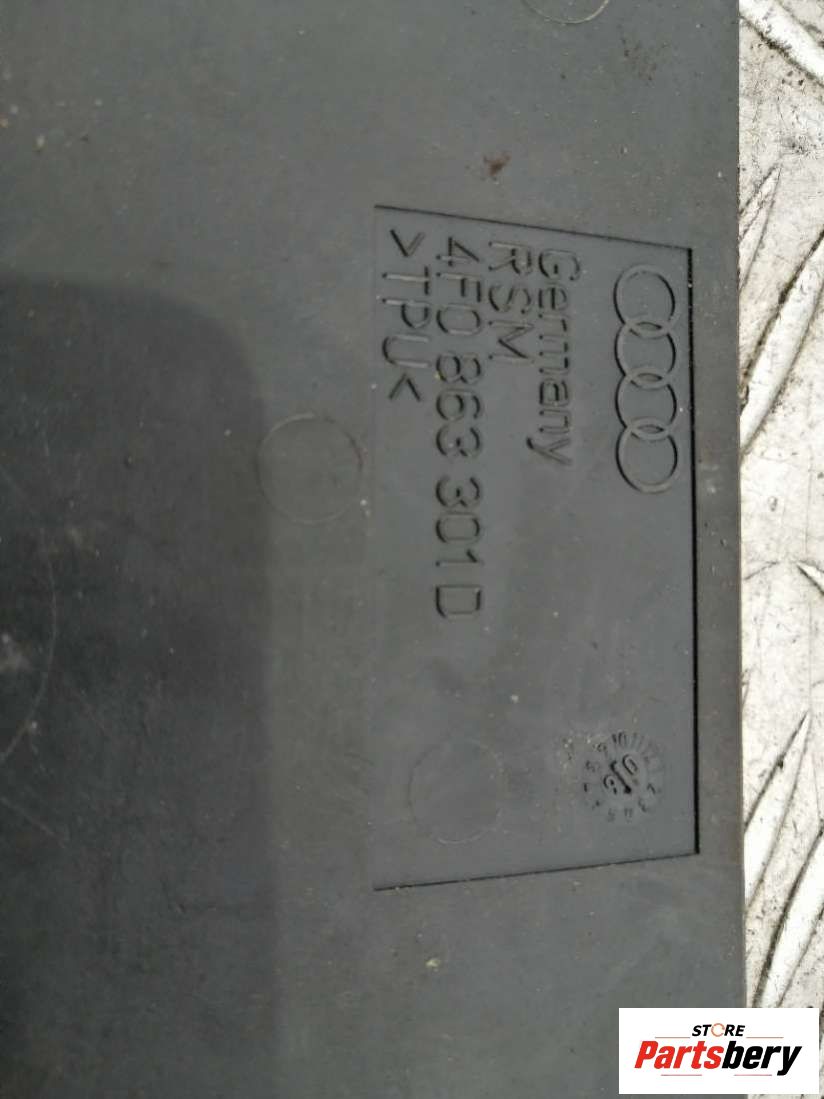 Germany
RSM
4F0 863 301 D
>TPU<
STORE
Partsbery